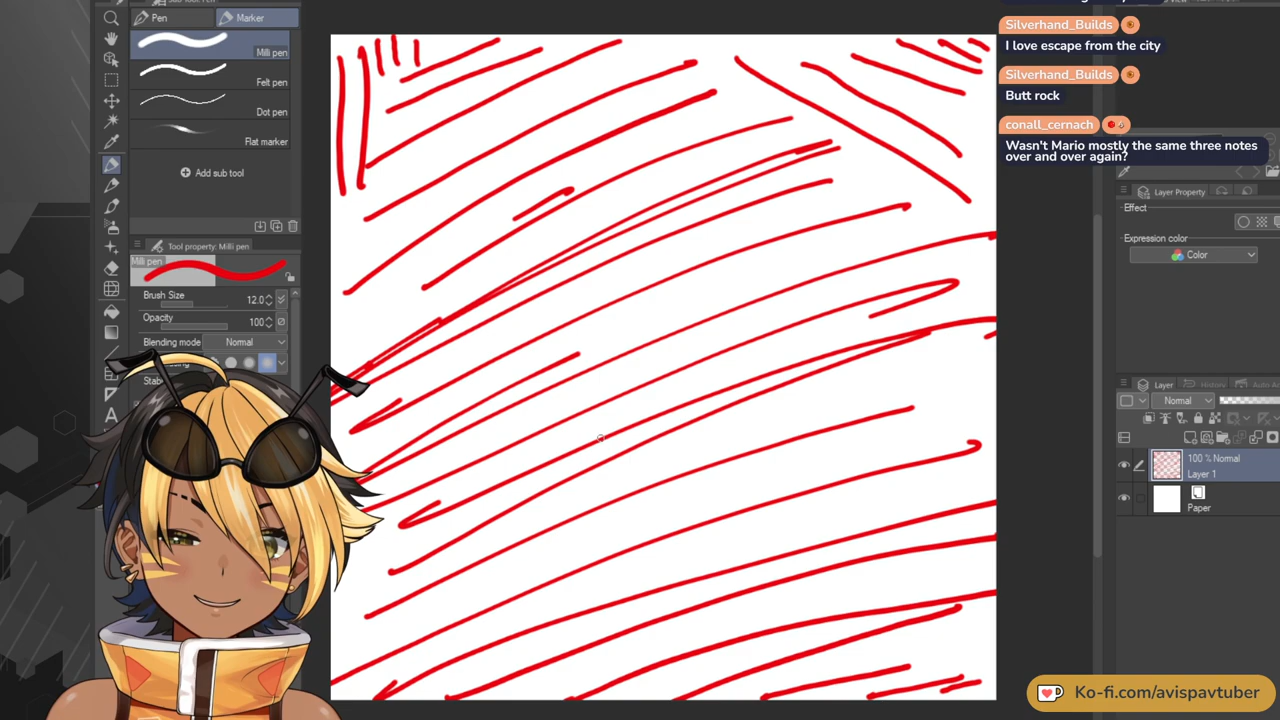 Pen
Marker
Milli pen
Felt pen
Dot pen
Flat marker
Add sub tool
Tool property: Milli pen
Milli pen
Brush Size
12.0
Opacity
100
Blending mode
Normal
Silverhand_Builds
I love escape from the city
Silverhand_Builds
Butt rock
conall_cernach
Wasn't Mario mostly the same three notes
over and over again?
Layer Property
Effect
Expression color
Color
Layer
History
Auto Ac
Normal
100 % Normal
Layer 1
Paper
Ko-fi.com/avispavtuber